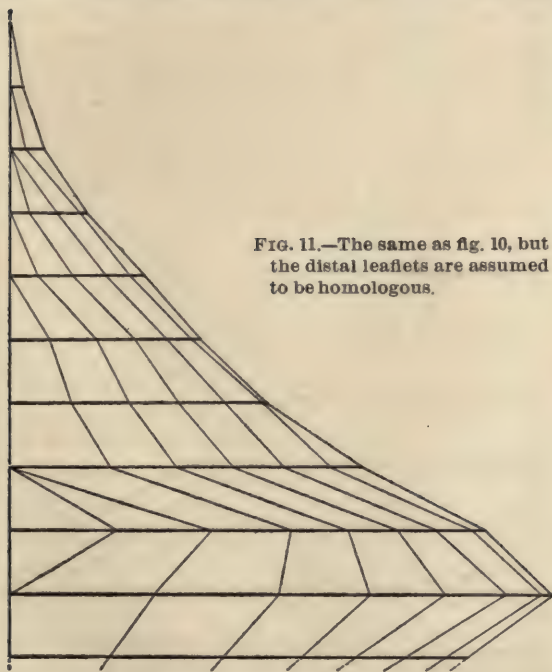 FIG. 11.—The same as fig. 10, but
the distal leaflets are assumed
to be homologous.